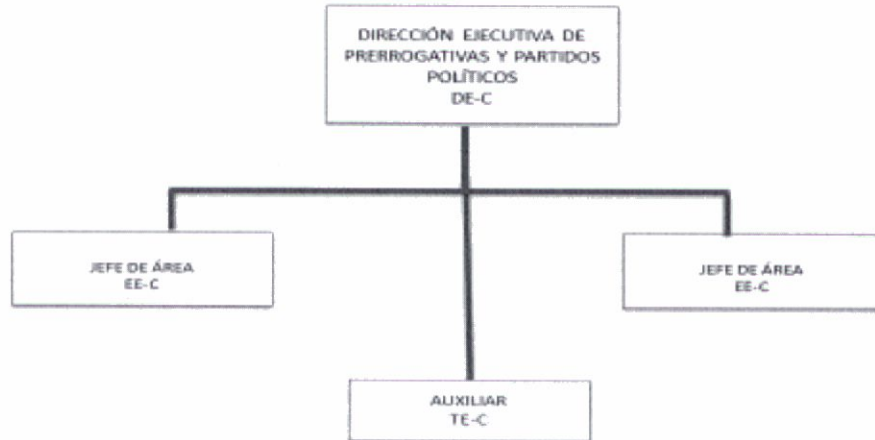 DIRECCIÓN EJECUTIVA DE
PRERROGATIVAS Y PARTIDOS
POLÍTICOS
DE-C
JEFE DE ÁREA
EE-C
JEFE DE ÁREA
EE-C
AUXILIAR
TE-C